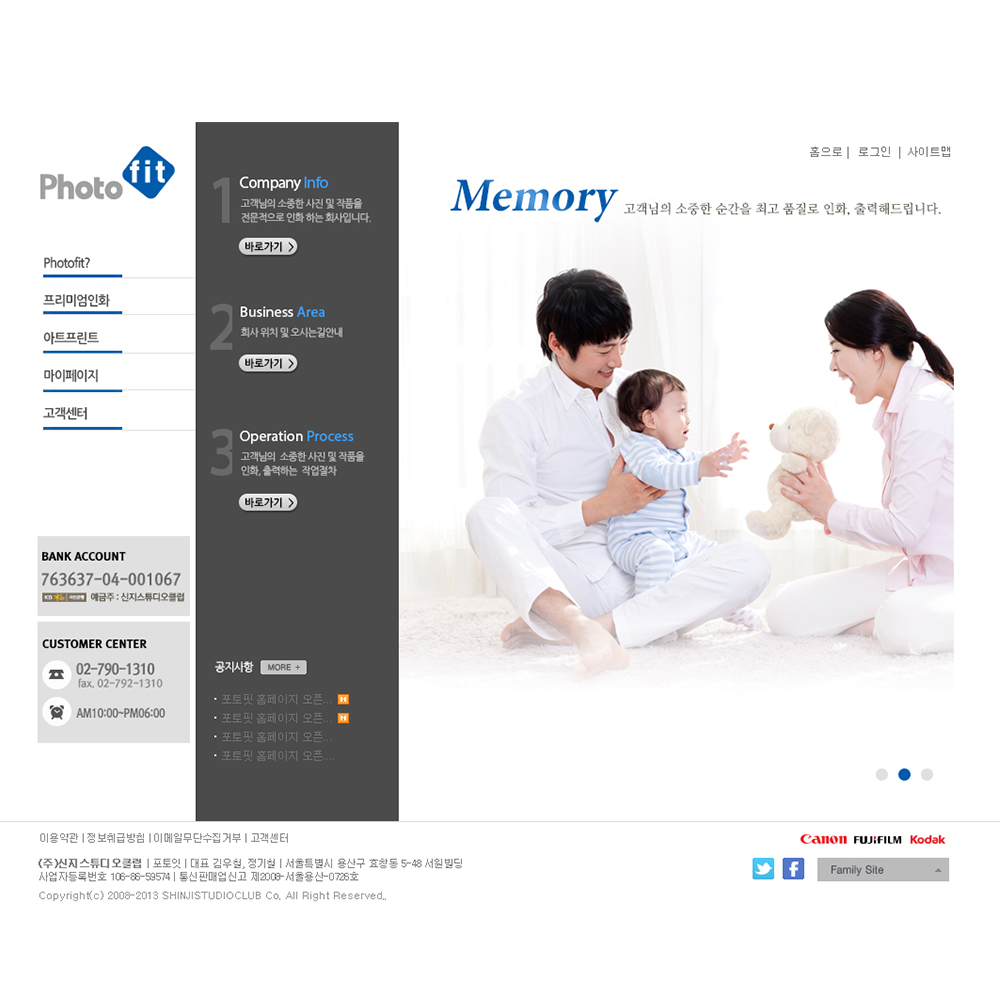 Photo fit
홈으로 | 로그인 | 사이트맵
Photofit?
프리미엄인화
아트프린트
마이페이지
고객센터
1 Company Info
고객님의 소중한 사진 및 작품을
전문적으로 인화 하는 회사입니다.
바로가기 >
2 Business Area
회사 위치 및 오시는길안내
바로가기 >
3 Operation Process
고객님의 소중한 사진 및 작품을
인화, 출력하는 작업절차
바로가기 >
Memory 고객님의 소중한 순간을 최고 품질로 인화, 출력해드립니다.
BANK ACCOUNT
763637-04-001067
예금주 : 신지스튜디오클럽
CUSTOMER CENTER
02-790-1310
fax. 02-792-1310
AM10:00~PM06:00
공지사항 MORE +
· 포토핏 홈페이지 오픈... N
· 포토핏 홈페이지 오픈... N
· 포토핏 홈페이지 오픈...
· 포토핏 홈페이지 오픈....
이용약관 | 정보취급방침 | 이메일무단수집거부 | 고객센터
Canon FUJIFILM Kodak
(주)신지스튜디오클럽 | 포토잇 | 대표 김우철, 정기철 | 서울특별시 용산구 효창동 5-48 서원빌딩
사업자등록번호 106-86-59574 | 통신판매업신고 제2008-서울용산-0726호
Copyright(c) 2008-2013 SHINJISTUDIOCLUB Co. All Right Reserved..
Family Site